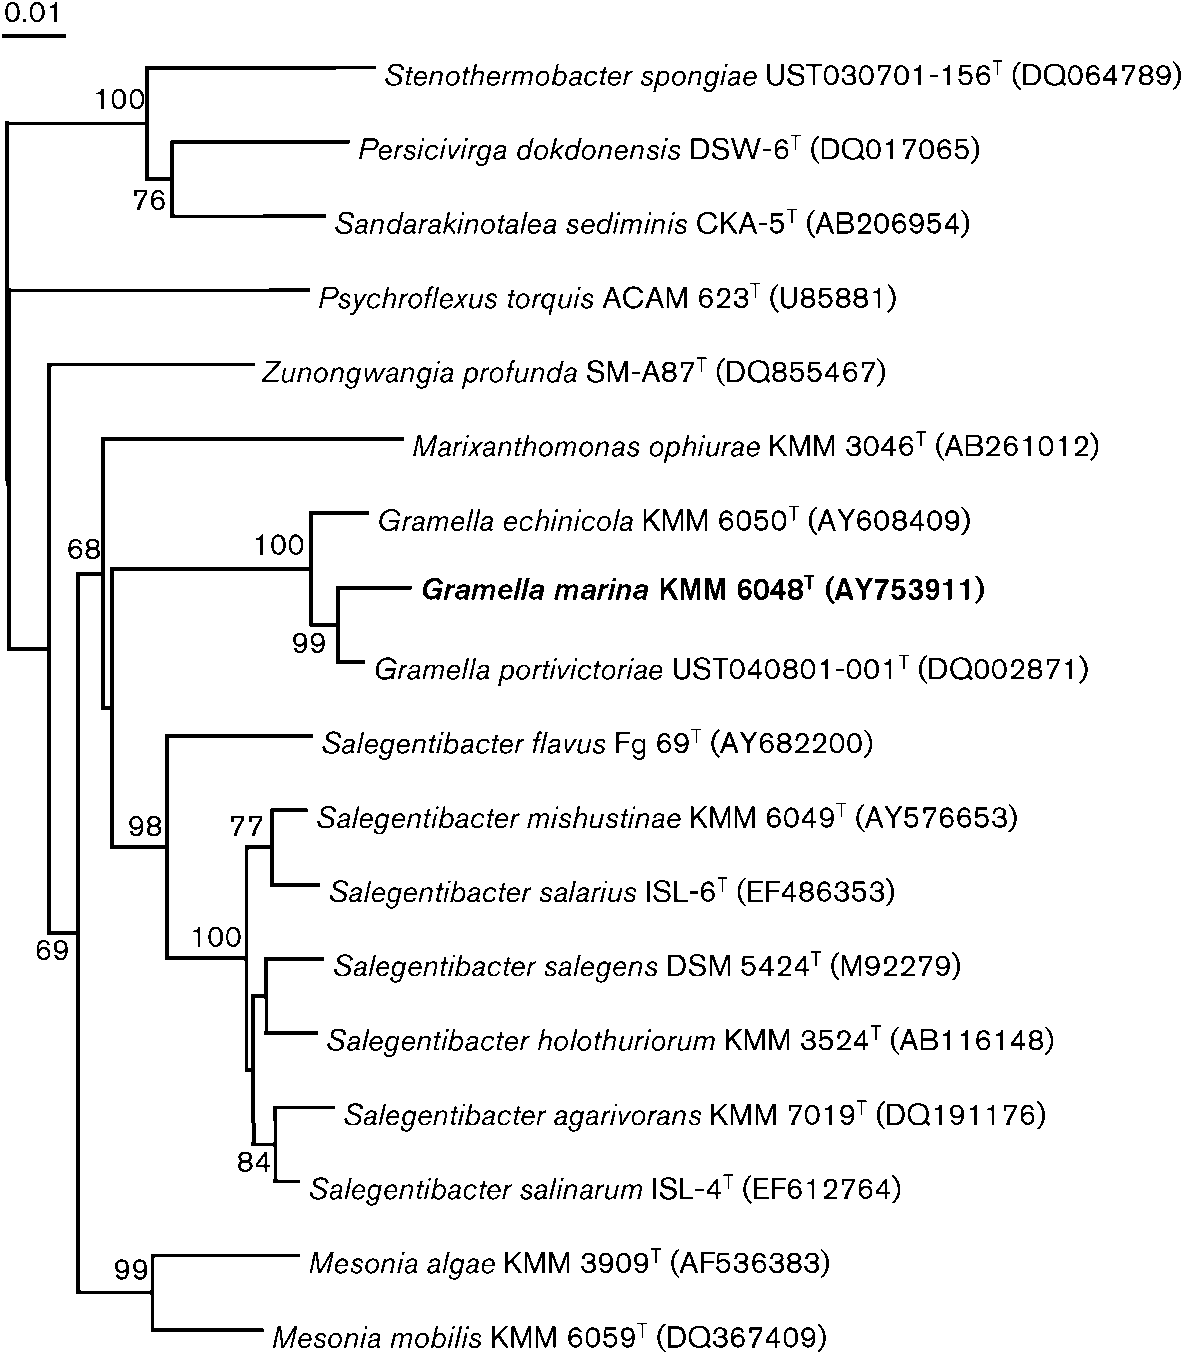 0.01
Stenothermobacter spongiae UST030701-156ᵀ (DQ064789)
100
Persicivirga dokdonensis DSW-6ᵀ (DQ017065)
76
Sandarakinotalea sediminis CKA-5ᵀ (AB206954)
Psychroflexus torquis ACAM 623ᵀ (U85881)
Zunongwangia profunda SM-A87ᵀ (DQ855467)
Marixanthomonas ophiurae KMM 3046ᵀ (AB261012)
Gramella echinicola KMM 6050ᵀ (AY608409)
68
100
Gramella marina KMM 6048ᵀ (AY753911)
99
Gramella portivictoriae UST040801-001ᵀ (DQ002871)
Salegentibacter flavus Fg 69ᵀ (AY682200)
98
77
Salegentibacter mishustinae KMM 6049ᵀ (AY576653)
Salegentibacter salarius ISL-6ᵀ (EF486353)
100
69
Salegentibacter salegens DSM 5424ᵀ (M92279)
Salegentibacter holothuriorum KMM 3524ᵀ (AB116148)
Salegentibacter agarivorans KMM 7019ᵀ (DQ191176)
84
Salegentibacter salinarum ISL-4ᵀ (EF612764)
99
Mesonia algae KMM 3909ᵀ (AF536383)
Mesonia mobilis KMM 6059ᵀ (DQ367409)